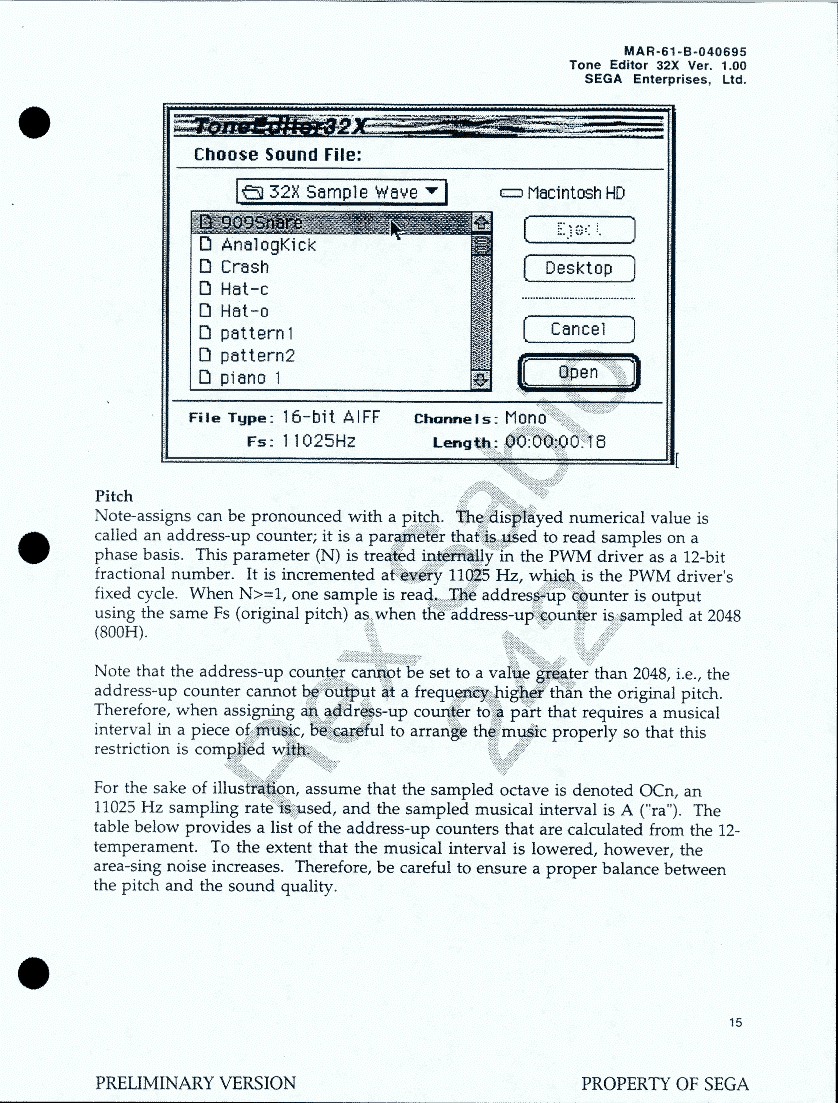 MAR-61-B-040695
Tone Editor 32X Ver. 1.00
SEGA Enterprises, Ltd.
ToneEditor32X
Choose Sound File:
32X Sample Wave
Macintosh HD
909Snare
AnalogKick
Crash
Hat-c
Hat-o
pattern1
pattern2
piano 1
Eject
Desktop
Cancel
Open
File Type: 16-bit AIFF Channels: Mono
Fs: 11025Hz Length: 00:00:00.18
Pitch
Note-assigns can be pronounced with a pitch. The displayed numerical value is
called an address-up counter; it is a parameter that is used to read samples on a
phase basis. This parameter (N) is treated internally in the PWM driver as a 12-bit
fractional number. It is incremented at every 11025 Hz, which is the PWM driver's
fixed cycle. When N>=1, one sample is read. The address-up counter is output
using the same Fs (original pitch) as when the address-up counter is sampled at 2048
(800H).
Note that the address-up counter cannot be set to a value greater than 2048, i.e., the
address-up counter cannot be output at a frequency higher than the original pitch.
Therefore, when assigning an address-up counter to a part that requires a musical
interval in a piece of music, be careful to arrange the music properly so that this
restriction is complied with.
For the sake of illustration, assume that the sampled octave is denoted OCn, an
11025 Hz sampling rate is used, and the sampled musical interval is A ("ra"). The
table below provides a list of the address-up counters that are calculated from the 12-
temperament. To the extent that the musical interval is lowered, however, the
area-sing noise increases. Therefore, be careful to ensure a proper balance between
the pitch and the sound quality.
Rex Sabio
242
15
PRELIMINARY VERSION
PROPERTY OF SEGA